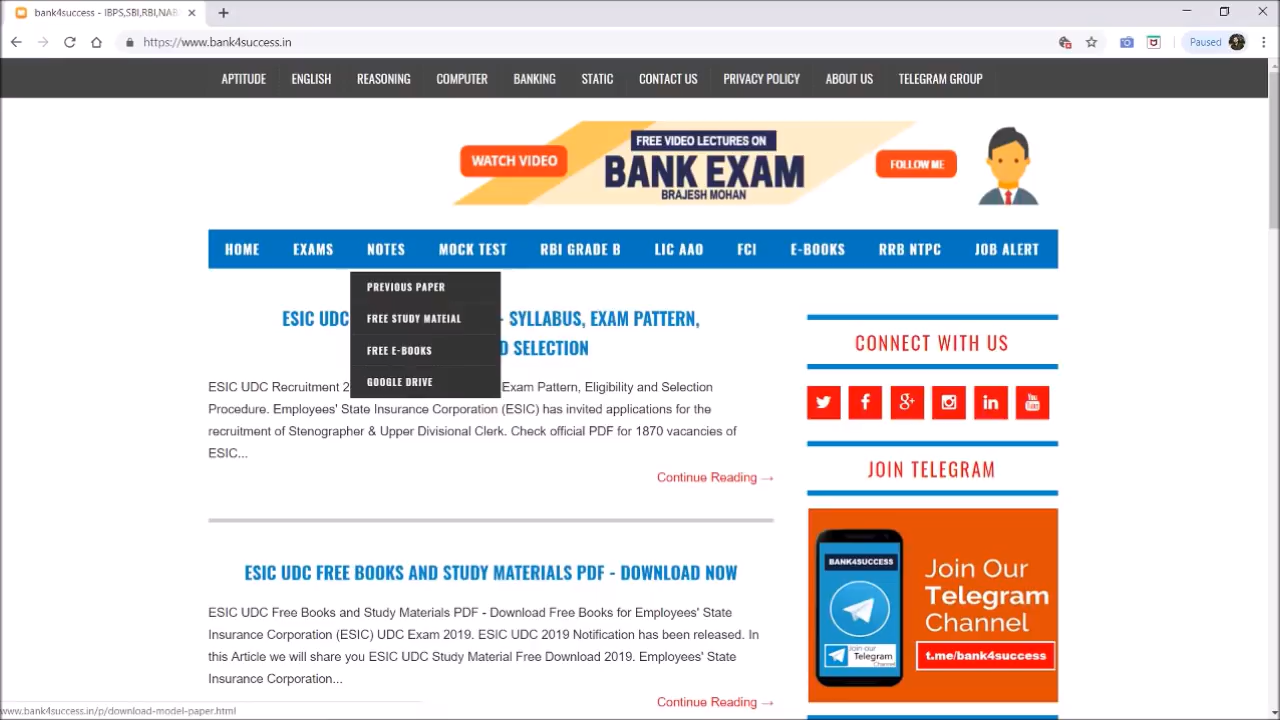 bank4success - IBPS,SBI,RBI,NAB
https://www.bank4success.in
Paused
APTITUDE ENGLISH REASONING COMPUTER BANKING STATIC CONTACT US PRIVACY POLICY ABOUT US TELEGRAM GROUP
WATCH VIDEO
FREE VIDEO LECTURES ON
BANK EXAM
BRAJESH MOHAN
FOLLOW ME
HOME EXAMS NOTES MOCK TEST RBI GRADE B LIC AAO FCI E-BOOKS RRB NTPC JOB ALERT
PREVIOUS PAPER
FREE STUDY MATEIAL
FREE E-BOOKS
GOOGLE DRIVE
ESIC UDC - SYLLABUS, EXAM PATTERN,
SELECTION
ESIC UDC Recruitment 2 Exam Pattern, Eligibility and Selection
Procedure. Employees' State Insurance Corporation (ESIC) has invited applications for the
recruitment of Stenographer & Upper Divisional Clerk. Check official PDF for 1870 vacancies of
ESIC...
Continue Reading →
ESIC UDC FREE BOOKS AND STUDY MATERIALS PDF - DOWNLOAD NOW
ESIC UDC Free Books and Study Materials PDF - Download Free Books for Employees' State
Insurance Corporation (ESIC) UDC Exam 2019. ESIC UDC 2019 Notification has been released. In
this Article we will share you ESIC UDC Study Material Free Download 2019. Employees' State
Insurance Corporation...
Continue Reading →
CONNECT WITH US
You Tube
JOIN TELEGRAM
BANK4SUCCESS
Join our
Telegram
Channel
Join Our
Telegram
Channel
t.me/bank4success
www.bank4success.in/p/download-model-paper.html